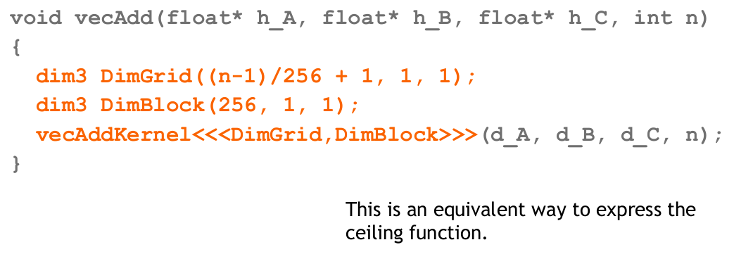 void vecAdd(float* h_A, float* h_B, float* h_C, int n)
{
dim3 DimGrid((n-1)/256 + 1, 1, 1);
dim3 DimBlock(256, 1, 1);
vecAddKernel<<<DimGrid,DimBlock>>>(d_A, d_B, d_C, n);
}
This is an equivalent way to express the
ceiling function.